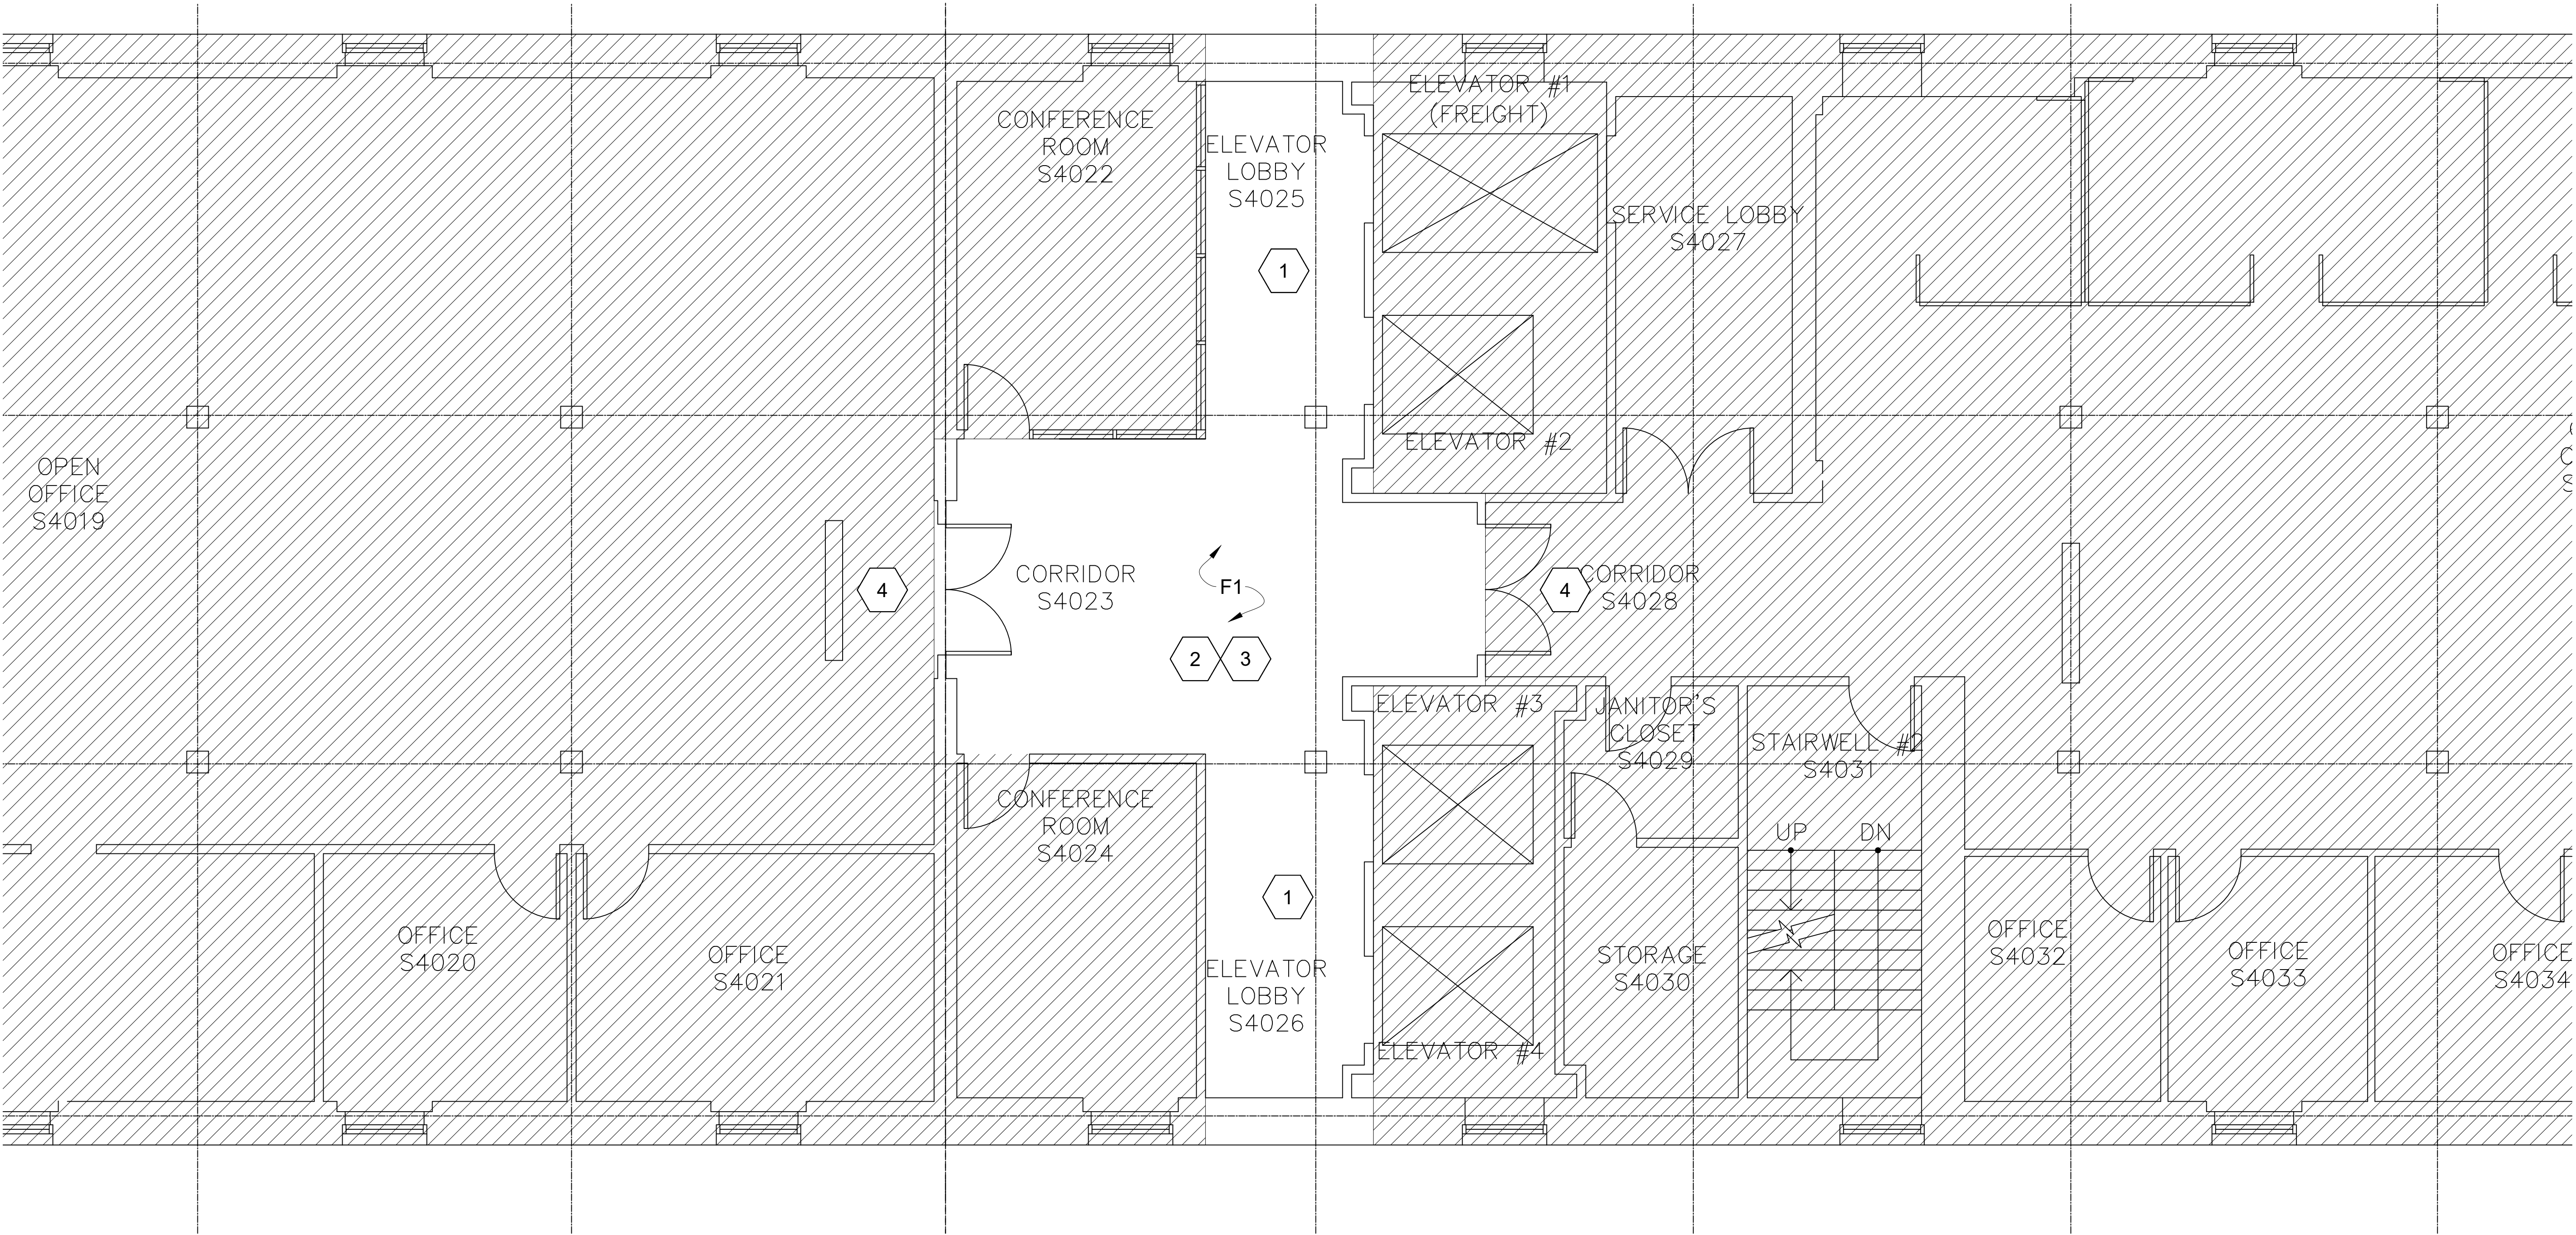 ELEVATOR #1
(FREIGHT)
CONFERENCE
ROOM
S4022
ELEVATOR
LOBBY
S4025
SERVICE LOBBY
S4027
1
ELEVATOR #2
OPEN
OFFICE
S4019
4
CORRIDOR
S4023
F1
4
CORRIDOR
S4028
2
3
ELEVATOR #3
JANITOR'S
CLOSET
S4029
STAIRWELL #2
S4031
CONFERENCE
ROOM
S4024
UP
DN
1
OFFICE
S4020
OFFICE
S4021
ELEVATOR
LOBBY
S4026
STORAGE
S4030
OFFICE
S4032
OFFICE
S4033
OFFICE
S4034
ELEVATOR #4